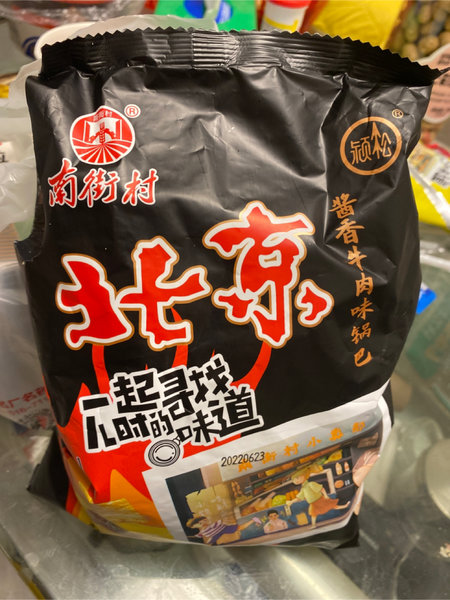 ®
南街村
®
颍松
北京
酱香牛肉味锅巴
一起寻找
儿时的味道
20220623
南街村小卖部